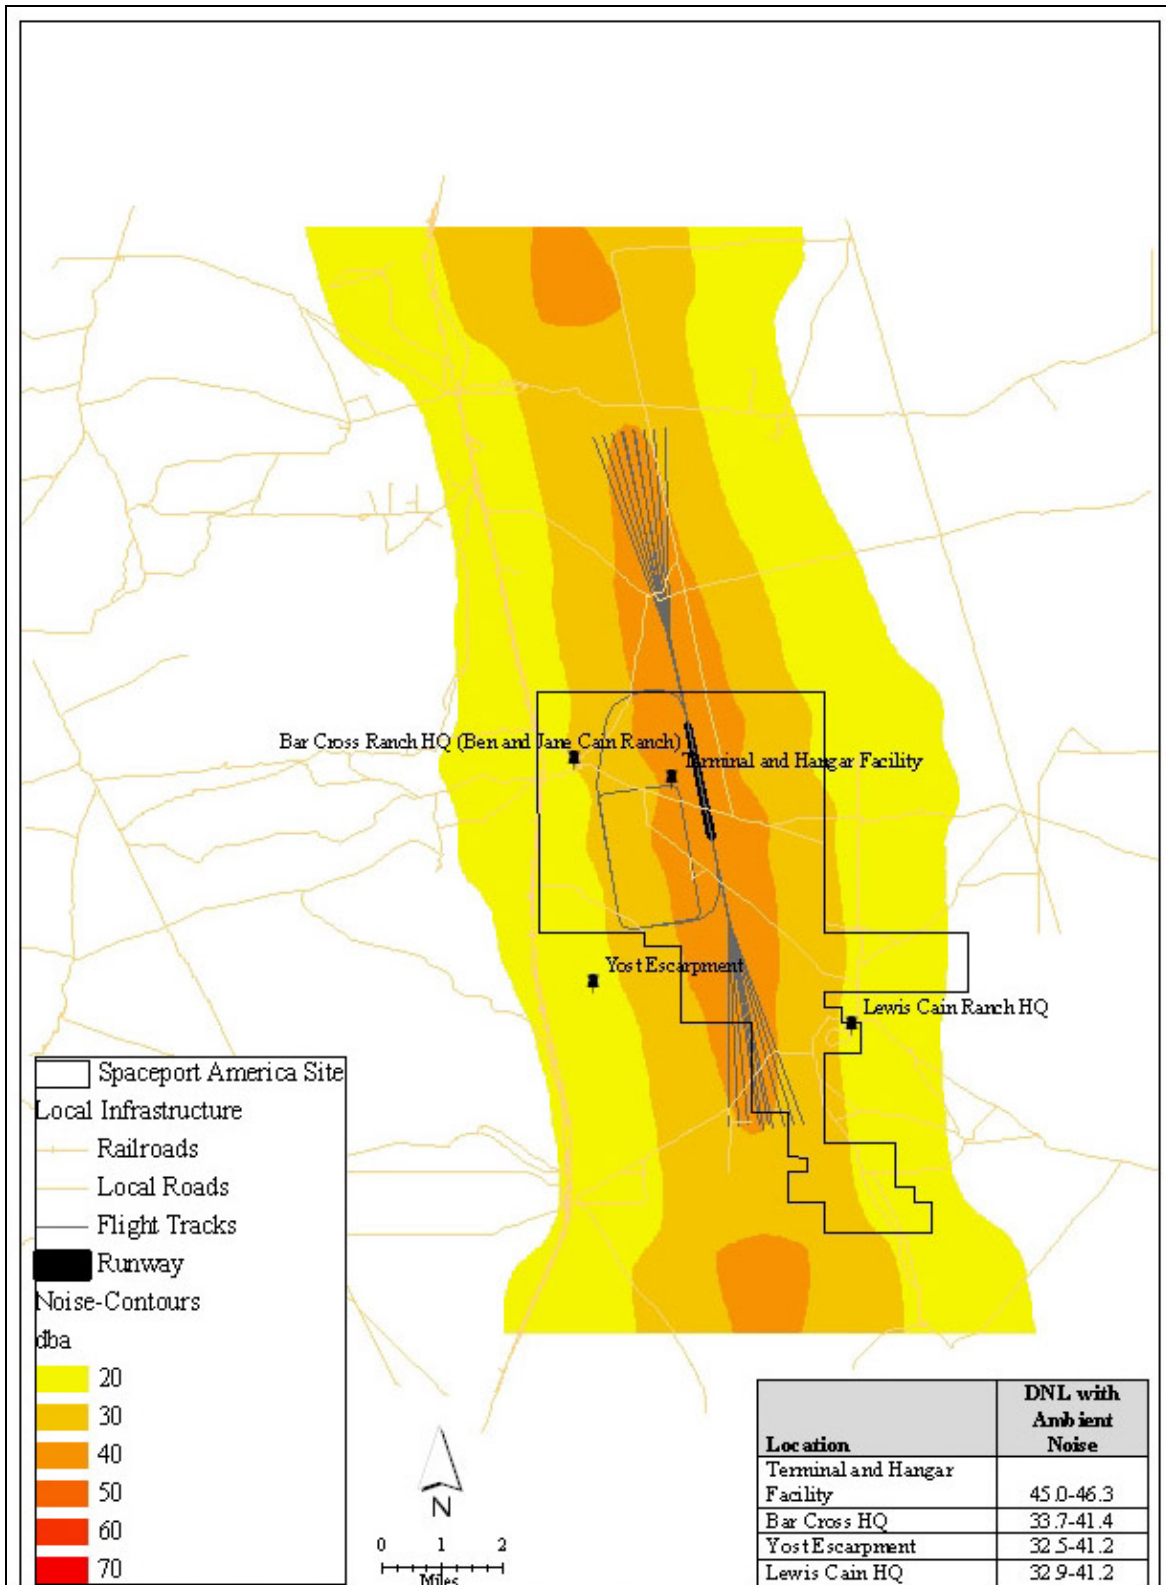 Bar Cross Ranch HQ (Ben and Jane Cain Ranch)
Terminal and Hangar Facility
Yost Escarpment
Lewis Cain Ranch HQ
Spaceport America Site
Local Infrastructure
Railroads
Local Roads
Flight Tracks
Runway
Noise-Contours
dba
20
30
40
50
60
70
N
0 1 2
Miles
Location DNL with Ambient Noise
Terminal and Hangar Facility 45.0-46.3
Bar Cross HQ 33.7-41.4
Yost Escarpment 32.5-41.2
Lewis Cain HQ 32.9-41.2